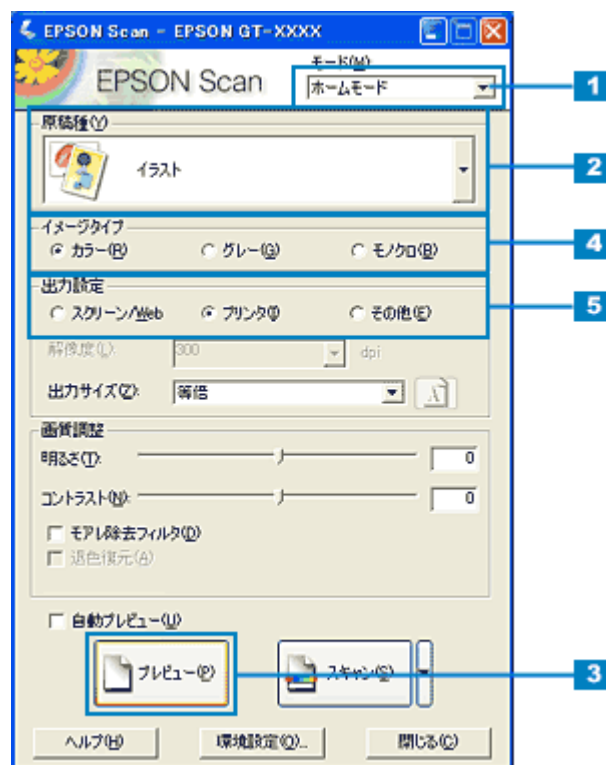 EPSON Scan - EPSON GT-XXXX
EPSON Scan
モード(M)
ホームモード
1
原稿種(Y)
イラスト
2
イメージタイプ
カラー(R) グレー(G) モノクロ(B)
4
出力設定
スクリーン/Web プリンタ(I) その他(E)
5
解像度(L): 300 dpi
出力サイズ(Z): 等倍
画質調整
明るさ(T): 0
コントラスト(N): 0
モアレ除去フィルタ(D)
退色復元(A)
自動プレビュー(U)
プレビュー(P) スキャン(S)
3
ヘルプ(H) 環境設定(O)... 閉じる(C)